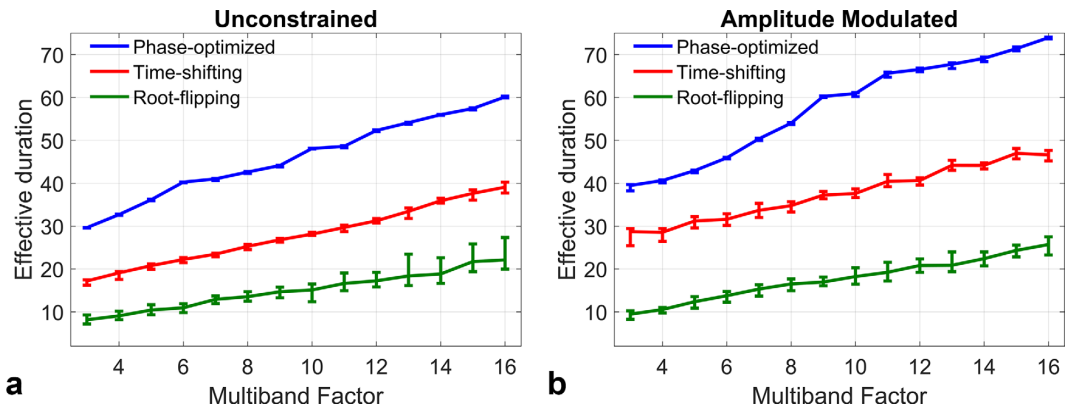 Unconstrained
Effective duration
70
60
50
40
30
20
10
Phase-optimized
Time-shifting
Root-flipping
4 6 8 10 12 14 16
Multiband Factor
a
Amplitude Modulated
Effective duration
70
60
50
40
30
20
10
Phase-optimized
Time-shifting
Root-flipping
4 6 8 10 12 14 16
Multiband Factor
b